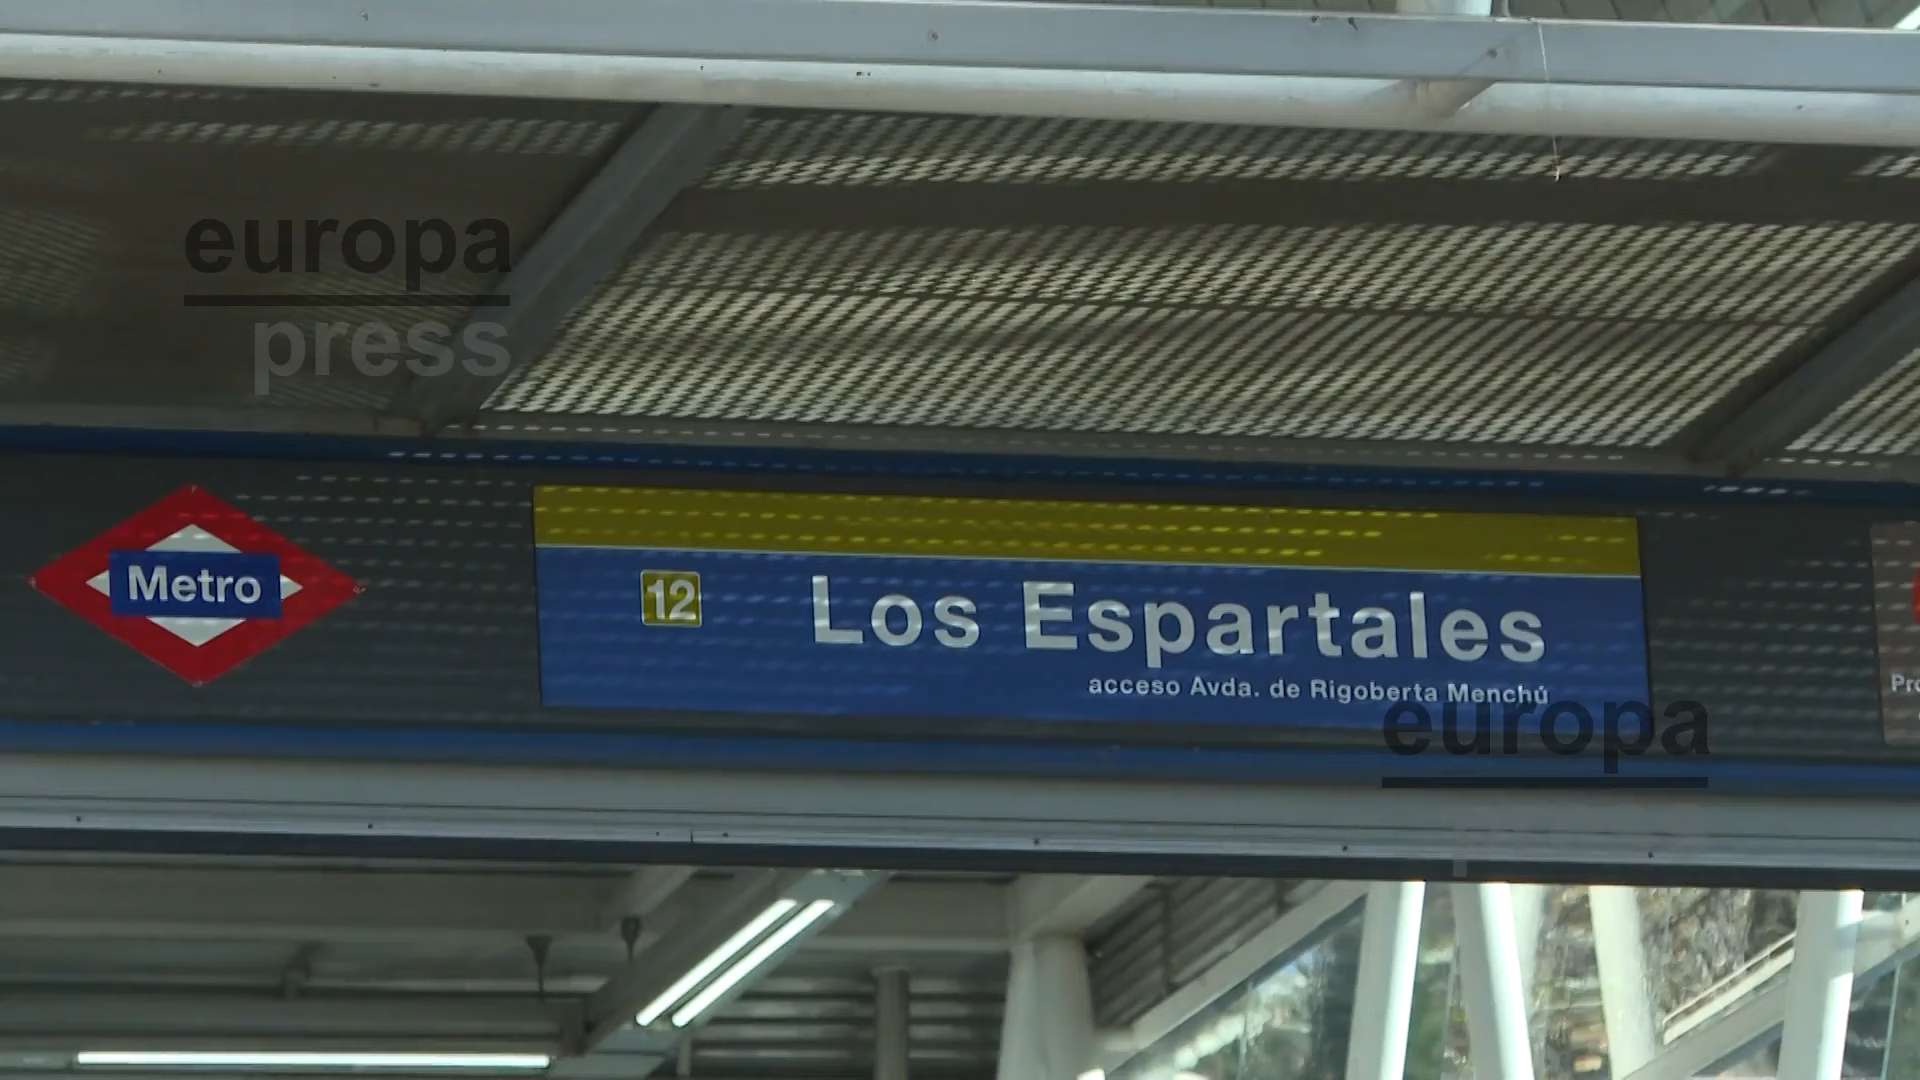 europa
press
Metro
12
Los Espartales
acceso Avda. de Rigoberta Menchú
europa